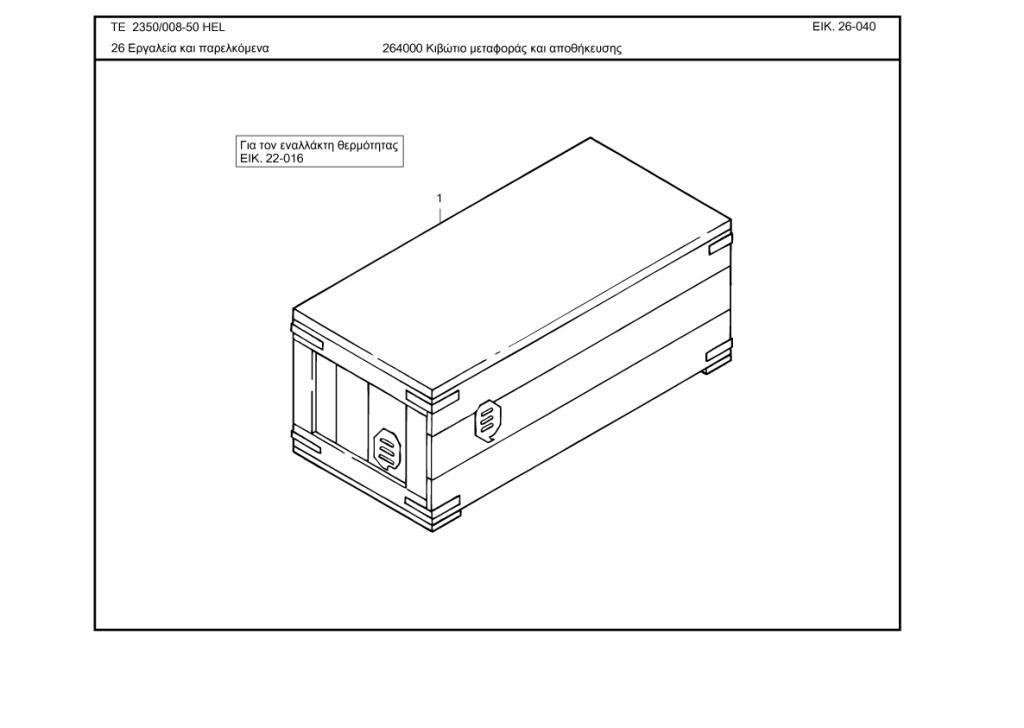 ΤΕ 2350/008-50 HEL
ΕΙΚ. 26-040
26 Εργαλεία και παρελκόμενα
264000 Κιβώτιο μεταφοράς και αποθήκευσης
Για τον εναλλάκτη θερμότητας
ΕΙΚ. 22-016
1